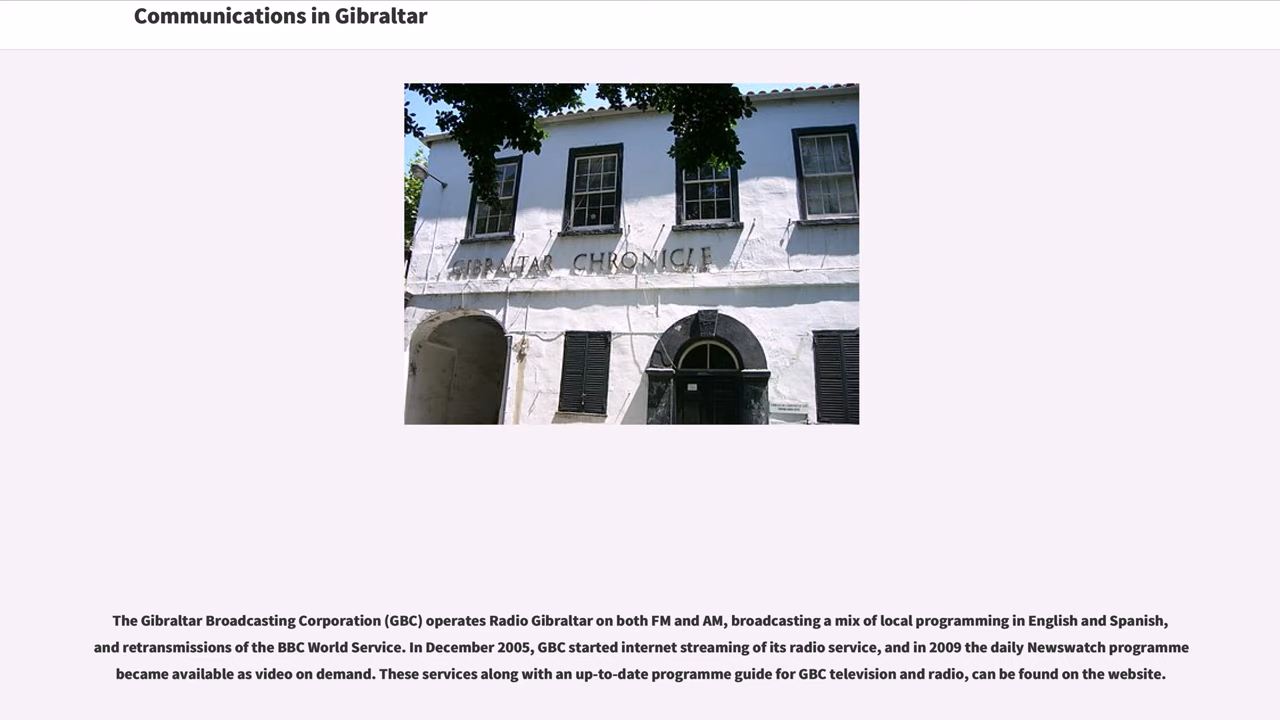 Communications in Gibraltar
GIBRALTAR CHRONICLE
The Gibraltar Broadcasting Corporation (GBC) operates Radio Gibraltar on both FM and AM, broadcasting a mix of local programming in English and Spanish,
and retransmissions of the BBC World Service. In December 2005, GBC started internet streaming of its radio service, and in 2009 the daily Newswatch programme
became available as video on demand. These services along with an up-to-date programme guide for GBC television and radio, can be found on the website.